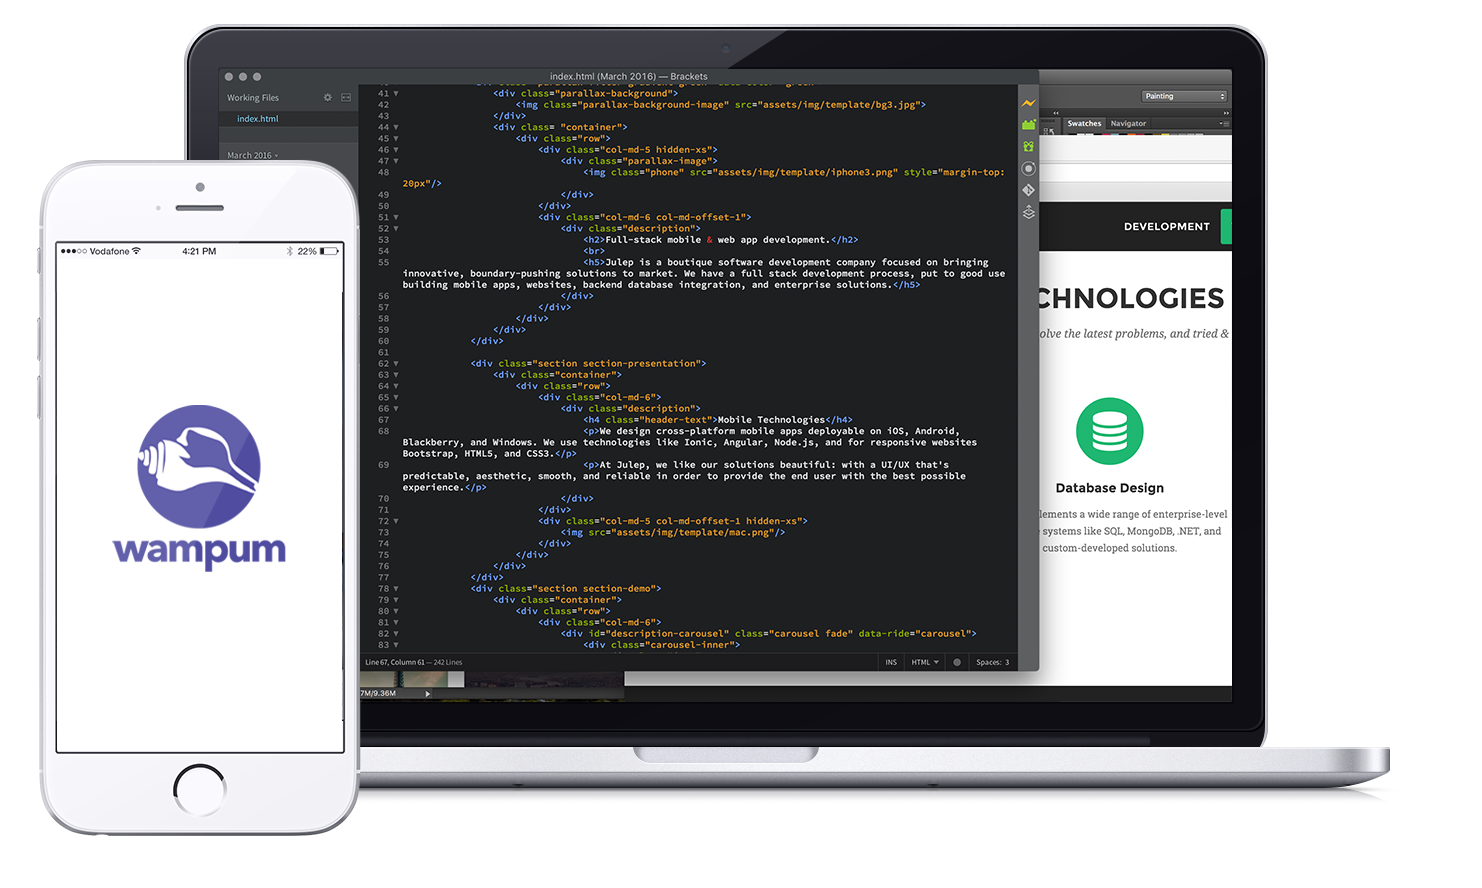 index.html (March 2016) — Brackets
Working Files
index.html
March 2016
41 <div class="parallax-background">
42 <img class="parallax-background-image" src="assets/img/template/bg3.jpg">
43 </div>
44 <div class= "container">
45 <div class="row">
46 <div class="col-md-5 hidden-xs">
47 <div class="parallax-image">
48 <img class="phone" src="assets/img/template/iphone3.png" style="margin-top:
20px"/>
49 </div>
50 </div>
51 <div class="col-md-6 col-md-offset-1">
52 <div class="description">
53 <h2>Full-stack mobile & web app development.</h2>
54 <br>
55 <h5>Julep is a boutique software development company focused on bringing
innovative, boundary-pushing solutions to market. We have a full stack development process, put to good use
building mobile apps, websites, backend database integration, and enterprise solutions.</h5>
56 </div>
57 </div>
58 </div>
59 </div>
60 </div>
61
62 <div class="section section-presentation">
63 <div class="container">
64 <div class="row">
65 <div class="col-md-6">
66 <div class="description">
67 <h4 class="header-text">Mobile Technologies</h4>
68 <p>We design cross-platform mobile apps deployable on iOS, Android,
Blackberry, and Windows. We use technologies like Ionic, Angular, Node.js, and for responsive websites
Bootstrap, HTML5, and CSS3.</p>
69 <p>At Julep, we like our solutions beautiful: with a UI/UX that's
predictable, aesthetic, smooth, and reliable in order to provide the end user with the best possible
experience.</p>
70 </div>
71 </div>
72 <div class="col-md-5 col-md-offset-1 hidden-xs">
73 <img src="assets/img/template/mac.png"/>
74 </div>
75 </div>
76 </div>
77 </div>
78 <div class="section section-demo">
79 <div class="container">
80 <div class="row">
81 <div class="col-md-6">
82 <div id="description-carousel" class="carousel fade" data-ride="carousel">
83 <div class="carousel-inner">
Line 67, Column 61 — 242 Lines
INS HTML Spaces: 3
7M/9.36M
Painting
Swatches Navigator
DEVELOPMENT
CHNOLOGIES
olve the latest problems, and tried &
Database Design
lements a wide range of enterprise-level
e systems like SQL, MongoDB, .NET, and
custom-developed solutions.
Vodafone 4:21 PM 22%
wampum